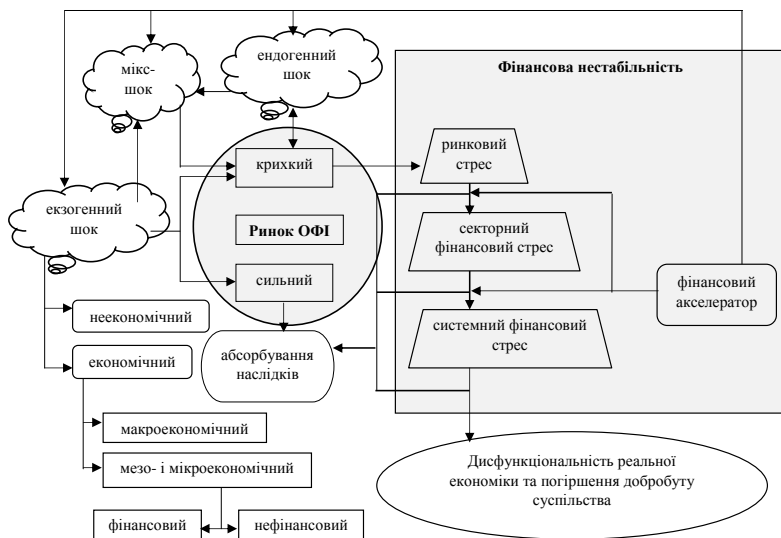 ендогенний
шок
мікс-
шок
Фінансова нестабільність
крихкий
ринковий
стрес
екзогенний
шок
Ринок ОФІ
секторний
фінансовий стрес
сильний
фінансовий
акселератор
неекономічний
системний фінансовий
стрес
економічний
абсорбування
наслідків
макроекономічний
мезо- і мікроекономічний
Дисфункціональність реальної
економіки та погіршення добробуту
суспільства
фінансовий
нефінансовий